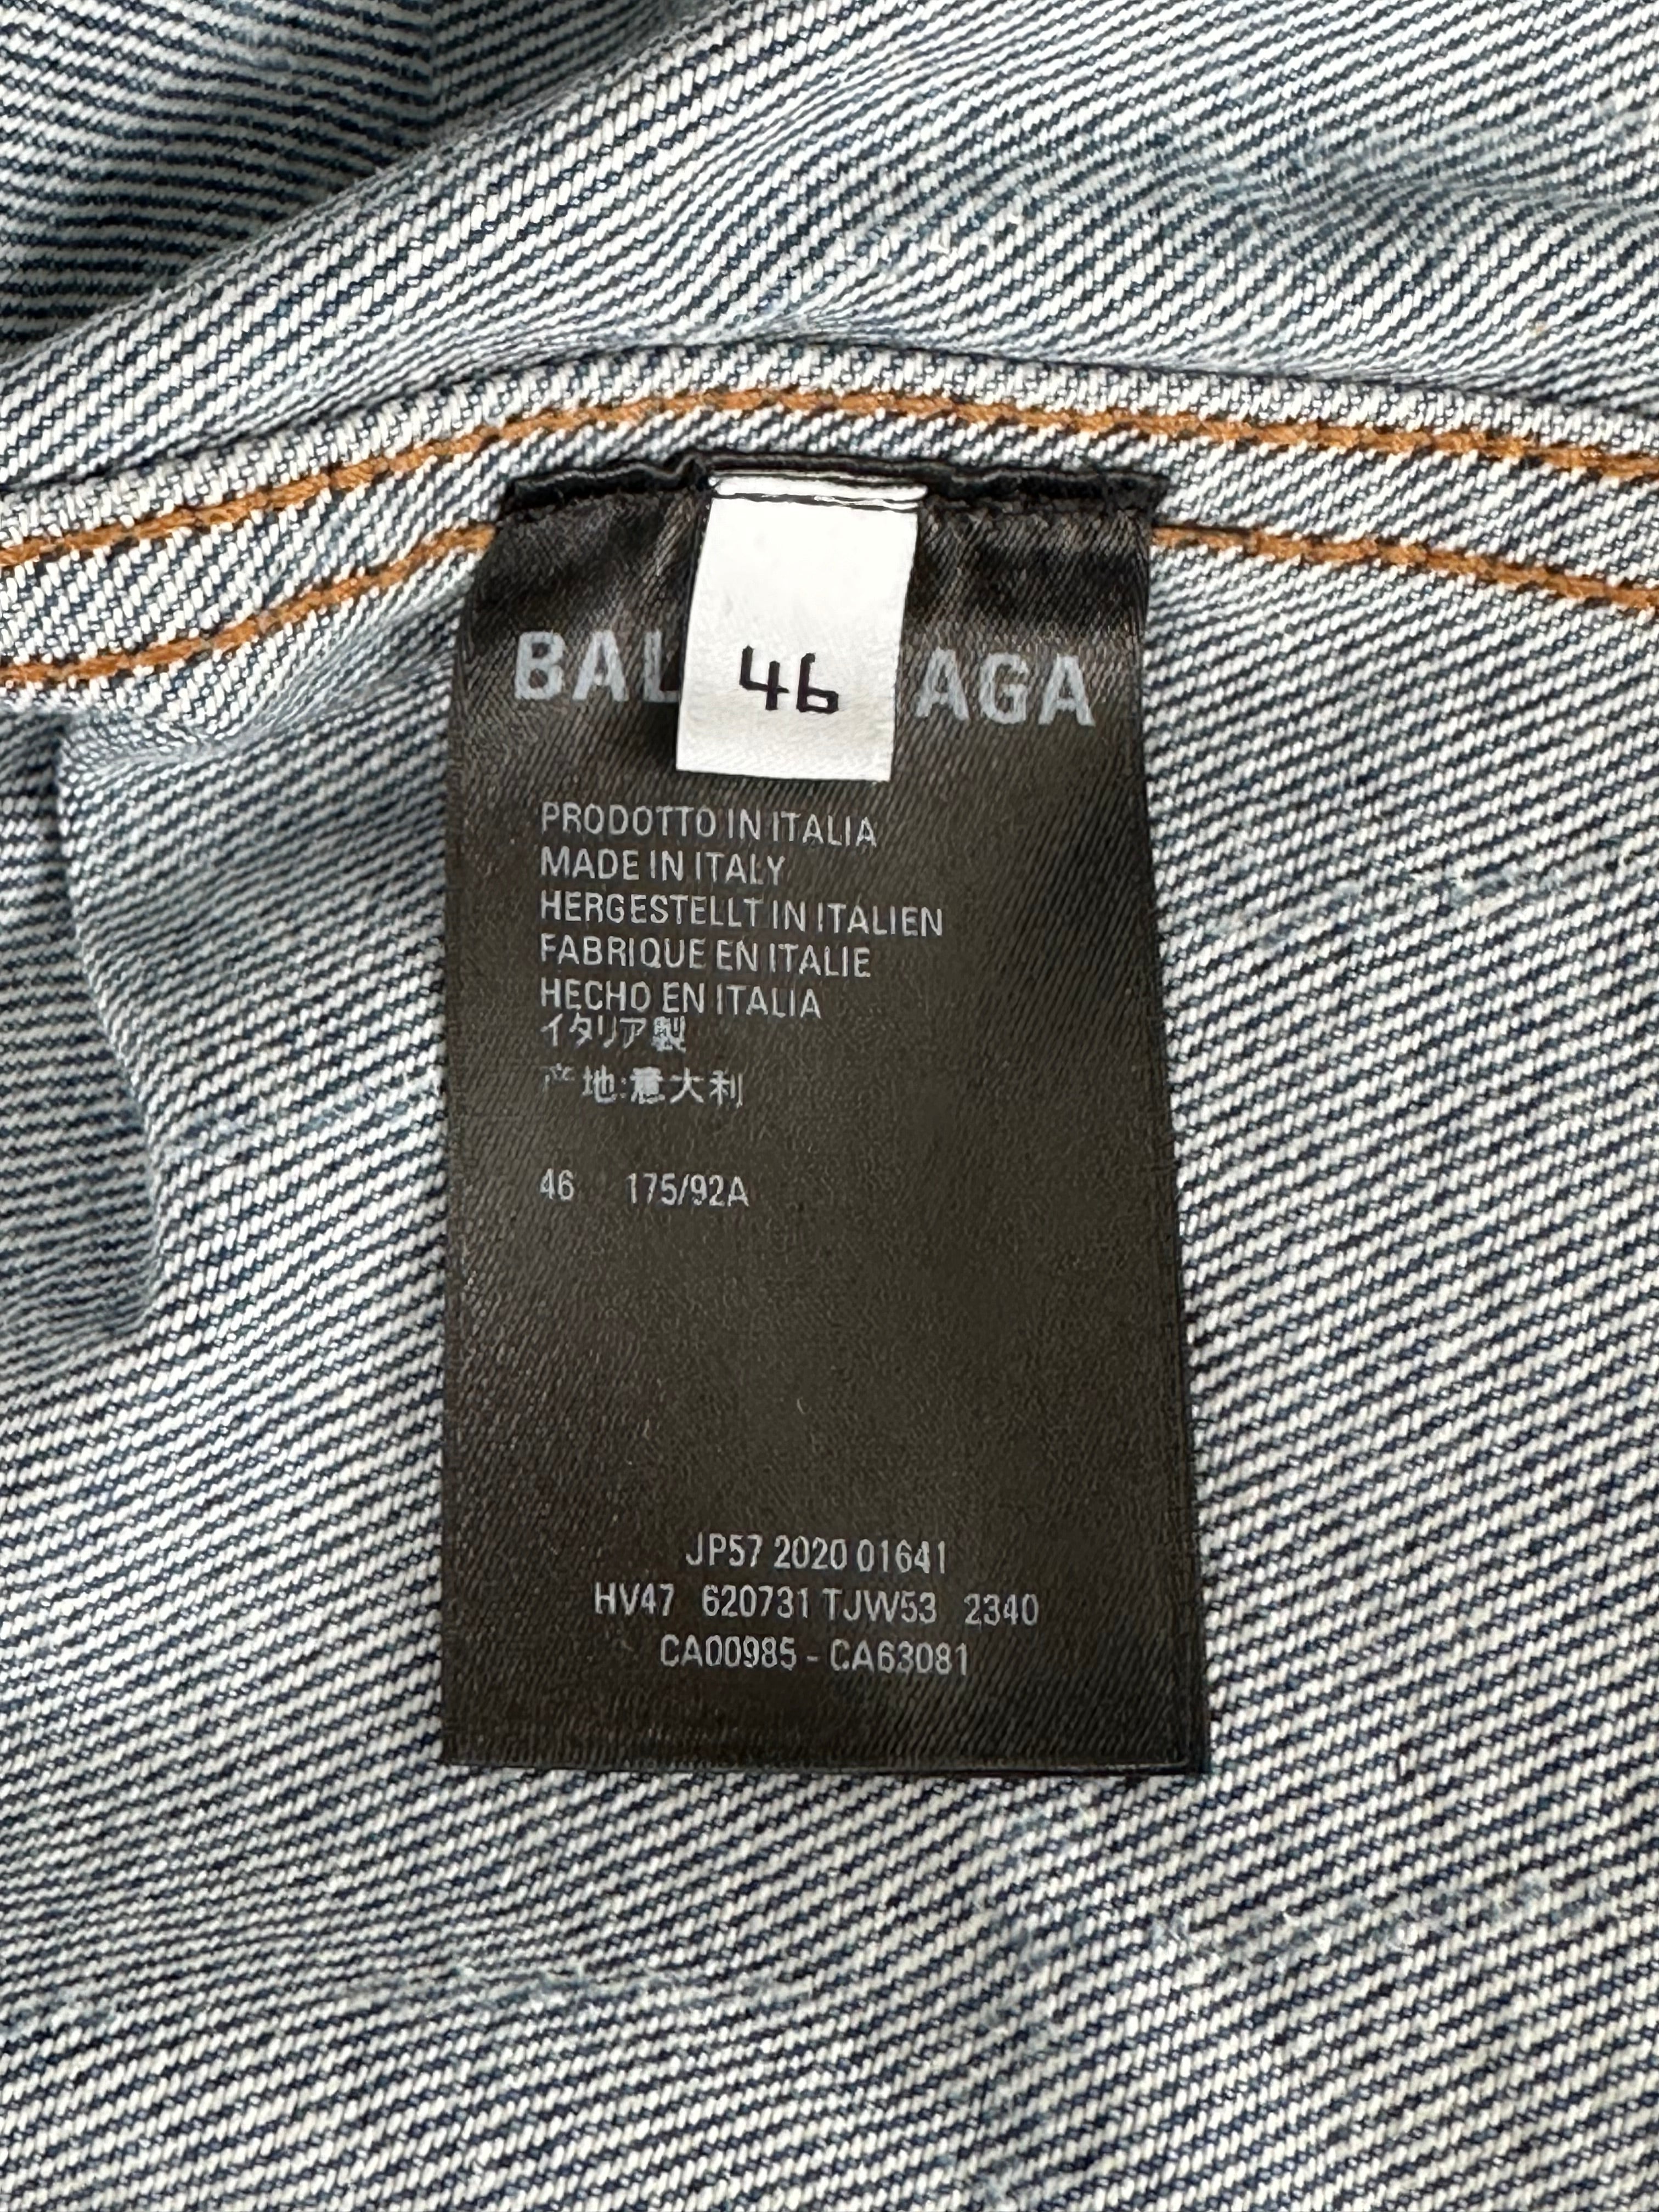 BAL AGA
46
PRODOTTO IN ITALIA
MADE IN ITALY
HERGESTELLT IN ITALIEN
FABRIQUE EN ITALIE
HECHO EN ITALIA
イタリア製
产地:意大利
46 175/92A
JP57 2020 01641
HV47 620731 TJW53 2340
CA00985 - CA63081